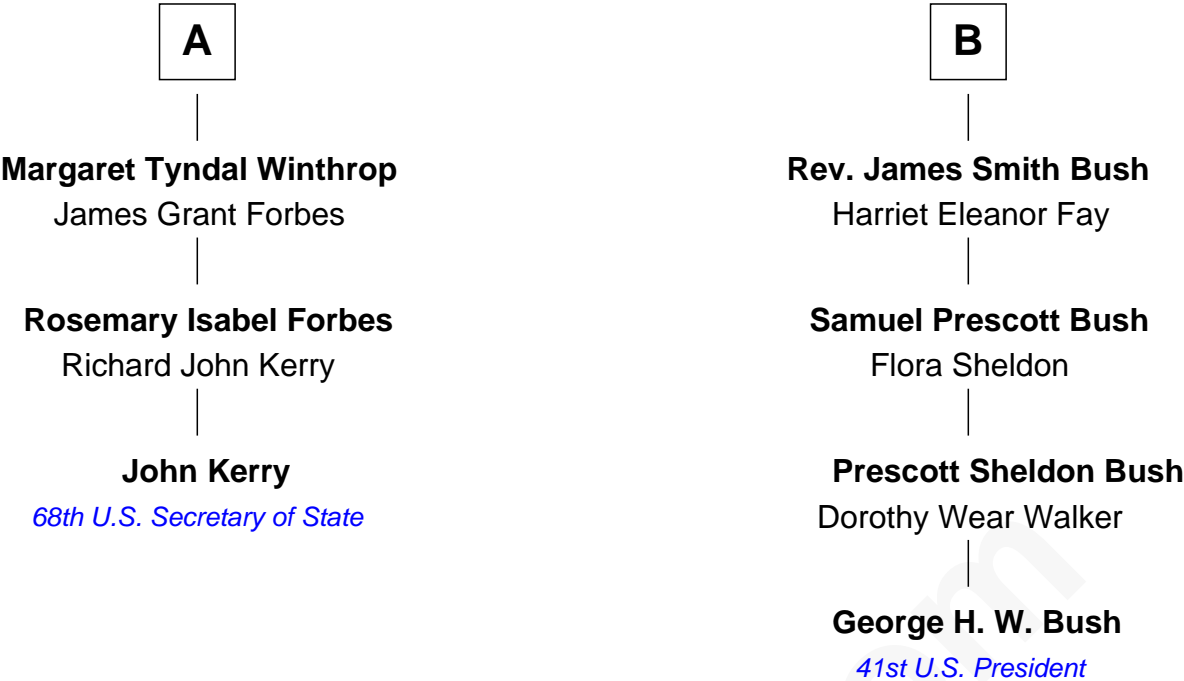 A
Margaret Tyndal Winthrop
James Grant Forbes
Rosemary Isabel Forbes
Richard John Kerry
John Kerry
68th U.S. Secretary of State
B
Rev. James Smith Bush
Harriet Eleanor Fay
Samuel Prescott Bush
Flora Sheldon
Prescott Sheldon Bush
Dorothy Wear Walker
George H. W. Bush
41st U.S. President